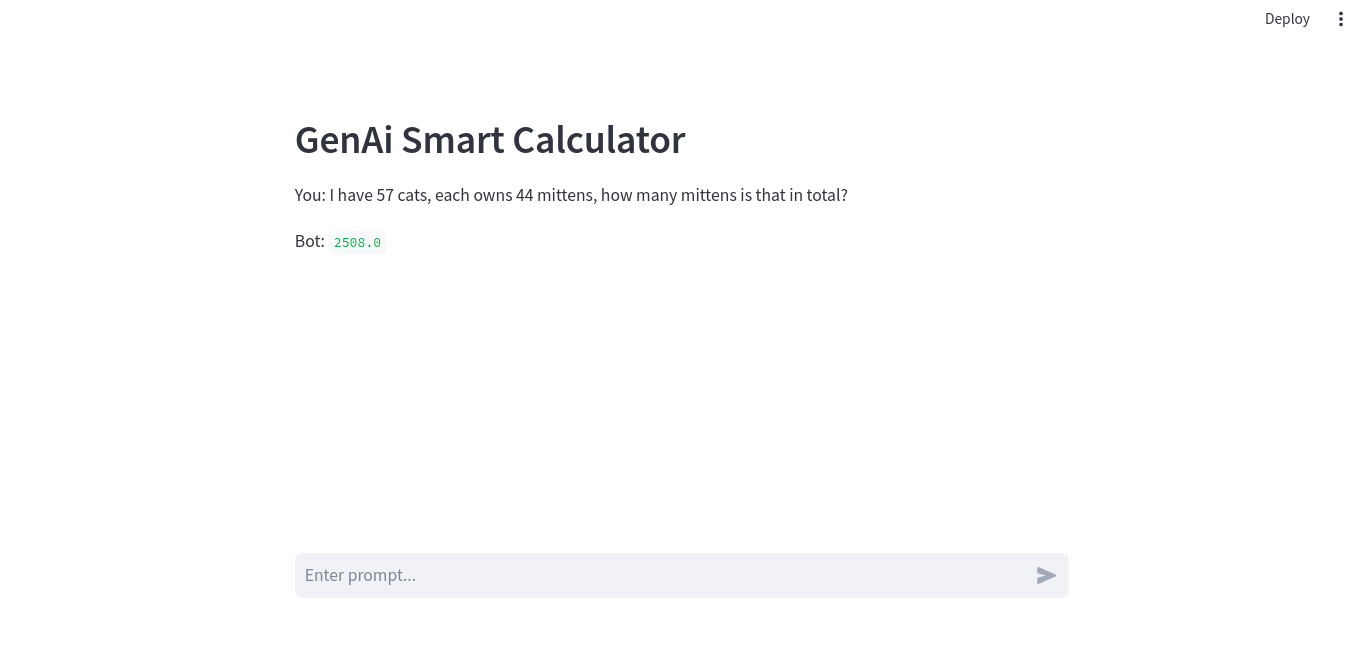 Deploy
GenAi Smart Calculator
You: I have 57 cats, each owns 44 mittens, how many mittens is that in total?
Bot: 2508.0
Enter prompt...